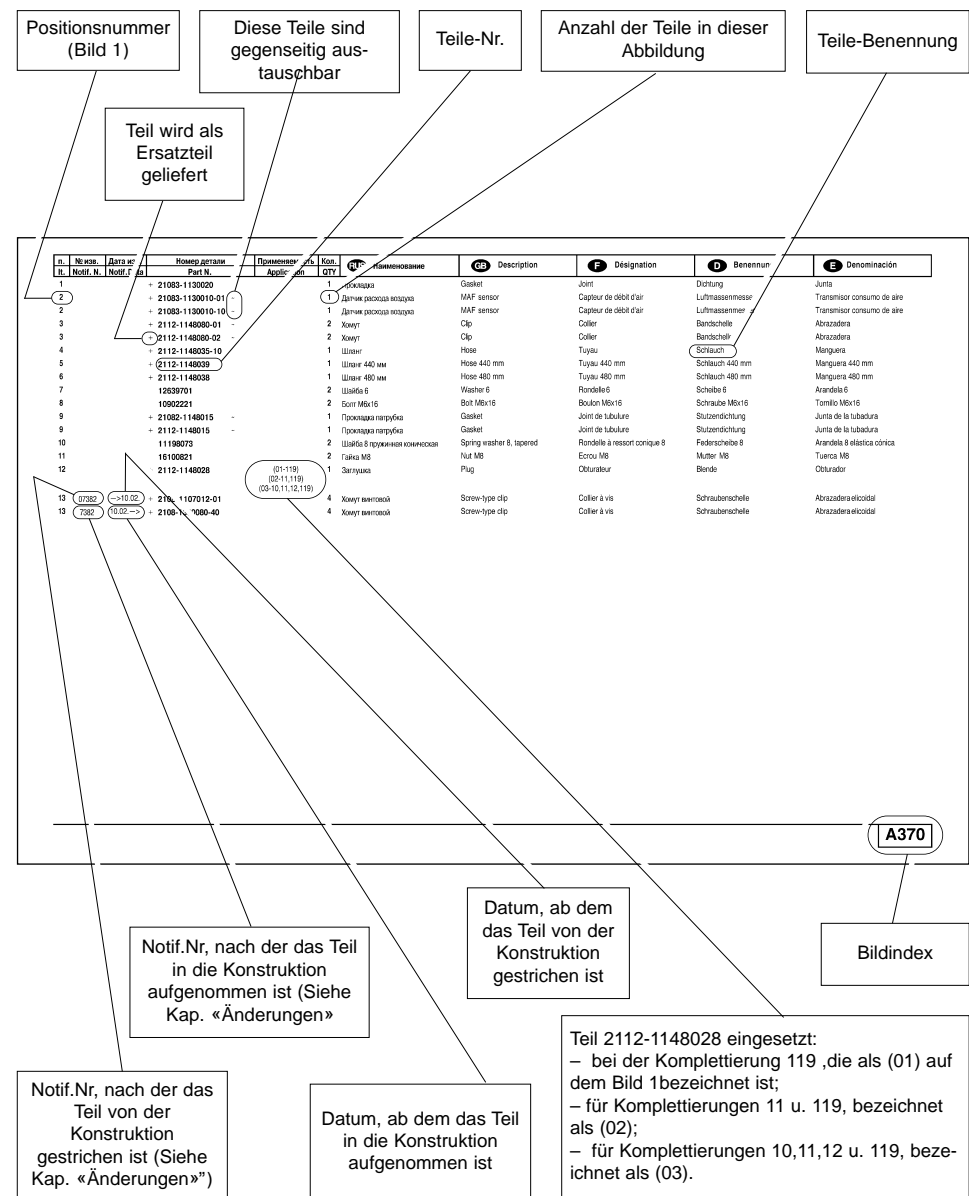 Positionsnummer
(Bild 1)
Diese Teile sind
gegenseitig aus-
tauschbar
Teile-Nr.
Anzahl der Teile in dieser
Abbildung
Teile-Benennung
Teil wird als
Ersatzteil
geliefert
п. № изв. Дата из Номер детали Применяемость Кол. RUS Наименование GB Description F Désignation D Benennung E Denominación
It. Notif. N. Notif. Data Part N. Application QTY
1 + 21083-1130020 1 Прокладка Gasket Joint Dichtung Junta
2 + 21083-1130010-01 - 1 Датчик расхода воздуха MAF sensor Capteur de débit d'air Luftmassenmesse Transmisor consumo de aire
2 + 21083-1130010-10 - 1 Датчик расхода воздуха MAF sensor Capteur de débit d'air Luftmassenmes Transmisor consumo de aire
3 + 2112-1148080-01 - 2 Хомут Clip Collier Bandschelle Abrazadera
3 + 2112-1148080-02 - 2 Хомут Clip Collier Bandschelle Abrazadera
4 + 2112-1148035-10 1 Шланг Hose Tuyau Schlauch Manguera
5 + 2112-1148039 1 Шланг 440 мм Hose 440 mm Tuyau 440 mm Schlauch 440 mm Manguera 440 mm
6 + 2112-1148038 1 Шланг 480 мм Hose 480 mm Tuyau 480 mm Schlauch 480 mm Manguera 480 mm
7 12639701 2 Шайба 6 Washer 6 Rondelle 6 Scheibe 6 Arandela 6
8 10902221 2 Болт М6х16 Bolt M6x16 Boulon M6x16 Schraube M6x16 Tornillo M6x16
9 + 21082-1148015 - 1 Прокладка патрубка Gasket Joint de tubulure Stutzendichtung Junta de la tubadura
9 + 2112-1148015 - 1 Прокладка патрубка Gasket Joint de tubulure Stutzendichtung Junta de la tubadura
10 11198073 2 Шайба 8 пружинная коническая Spring washer 8, tapered Rondelle à ressort conique 8 Federscheibe 8 Arandela 8 elástica cónica
11 16100821 2 Гайка М8 Nut M8 Ecrou M8 Mutter M8 Tuerca M8
12 2112-1148028 (01-119) 1 Заглушка Plug Obturateur Blende Obturador
(02-11,119)
(03-10,11,12,119)
13 07382 –>10.02. + 1107012-01 4 Хомут винтовой Screw-type clip Collier à vis Schraubenschelle Abrazadera elicoidal
13 7382 10.02.–> + 2108- 080-40 4 Хомут винтовой Screw-type clip Collier à vis Schraubenschelle Abrazadera elicoidal
A370
Notif.Nr, nach der das Teil
in die Konstruktion
aufgenommen ist (Siehe
Kap. «Änderungen»
Datum, ab dem
das Teil von der
Konstruktion
gestrichen ist
Bildindex
Notif.Nr, nach der das
Teil von der
Konstruktion
gestrichen ist (Siehe
Kap. «Änderungen»")
Datum, ab dem das Teil
in die Konstruktion
aufgenommen ist
Teil 2112-1148028 eingesetzt:
– bei der Komplettierung 119 ,die als (01) auf
dem Bild 1bezeichnet ist;
– für Komplettierungen 11 u. 119, bezeichnet
als (02);
– für Komplettierungen 10,11,12 u. 119, beze-
ichnet als (03).